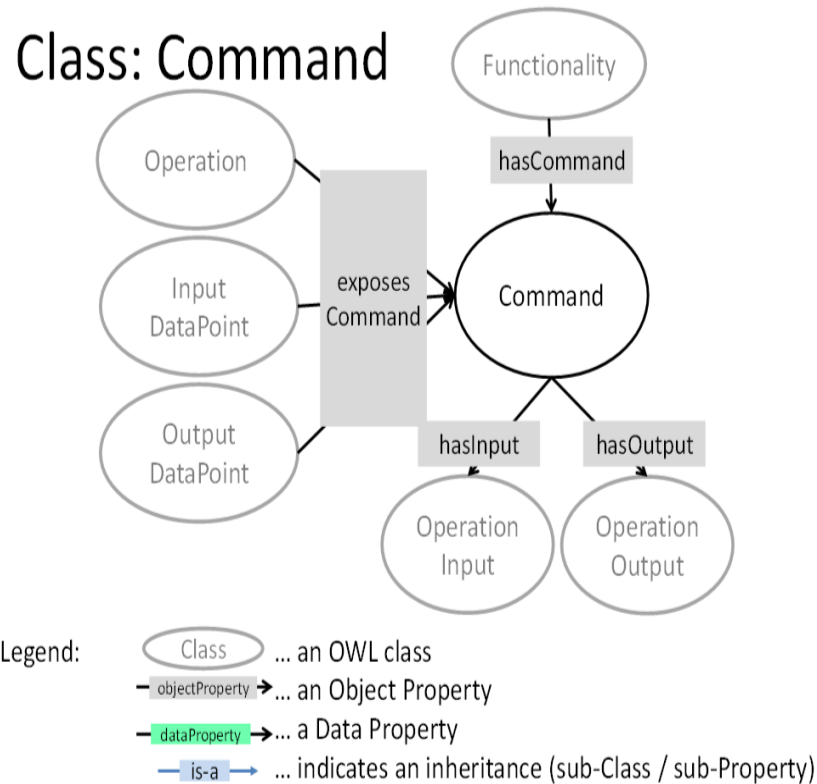 Class: Command
Functionality
hasCommand
Operation
Input
DataPoint
Output
DataPoint
exposes
Command
Command
hasInput
hasOutput
Operation
Input
Operation
Output
Legend:
Class ... an OWL class
objectProperty ... an Object Property
dataProperty ... a Data Property
is-a ... indicates an inheritance (sub-Class / sub-Property)